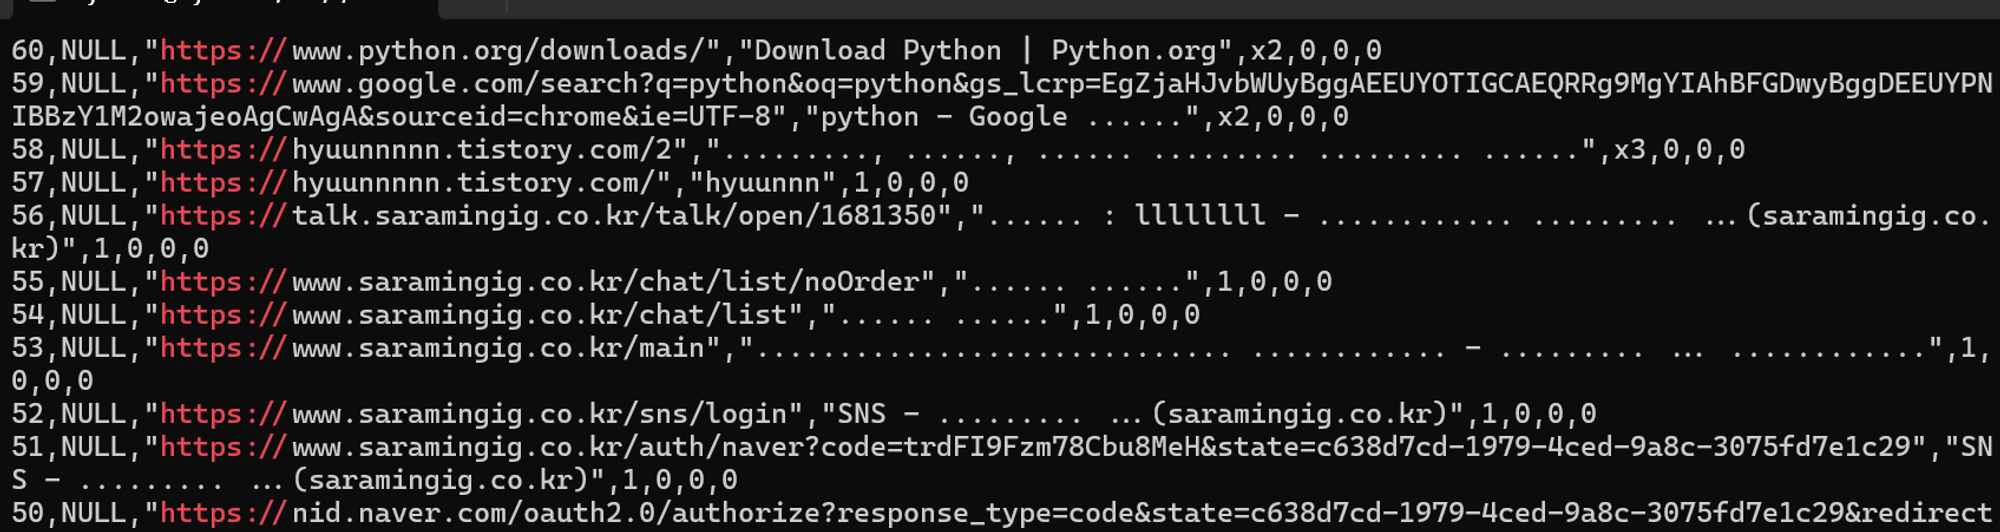 60,NULL,"https://www.python.org/downloads/","Download Python | Python.org",x2,0,0,0
59,NULL,"https://www.google.com/search?q=python&oq=python&gs_lcrp=EgZjaHJvbWUyBggAEEUYOTIGCAEQRRg9MgYIAhBFGDwyBggDEEUYPN
IBBzY1M2owajeoAgCwAgA&sourceid=chrome&ie=UTF-8","python - Google ......",x2,0,0,0
58,NULL,"https://hyuunnnnn.tistory.com/2","........., ......, ...... ......... ......... ......",x3,0,0,0
57,NULL,"https://hyuunnnnn.tistory.com/","hyuunnn",1,0,0,0
56,NULL,"https://talk.saramingig.co.kr/talk/open/1681350","...... : llllllll - ............ ......... ...(saramingig.co.
kr)",1,0,0,0
55,NULL,"https://www.saramingig.co.kr/chat/list/noOrder","...... ......",1,0,0,0
54,NULL,"https://www.saramingig.co.kr/chat/list","...... ......",1,0,0,0
53,NULL,"https://www.saramingig.co.kr/main",".............................. ............ - ......... ... ............",1,
0,0,0
52,NULL,"https://www.saramingig.co.kr/sns/login","SNS - ......... ...(saramingig.co.kr)",1,0,0,0
51,NULL,"https://www.saramingig.co.kr/auth/naver?code=trdFI9Fzm78Cbu8MeH&state=c638d7cd-1979-4ced-9a8c-3075fd7e1c29","SN
S - ......... ...(saramingig.co.kr)",1,0,0,0
50,NULL,"https://nid.naver.com/oauth2.0/authorize?response_type=code&state=c638d7cd-1979-4ced-9a8c-3075fd7e1c29&redirect